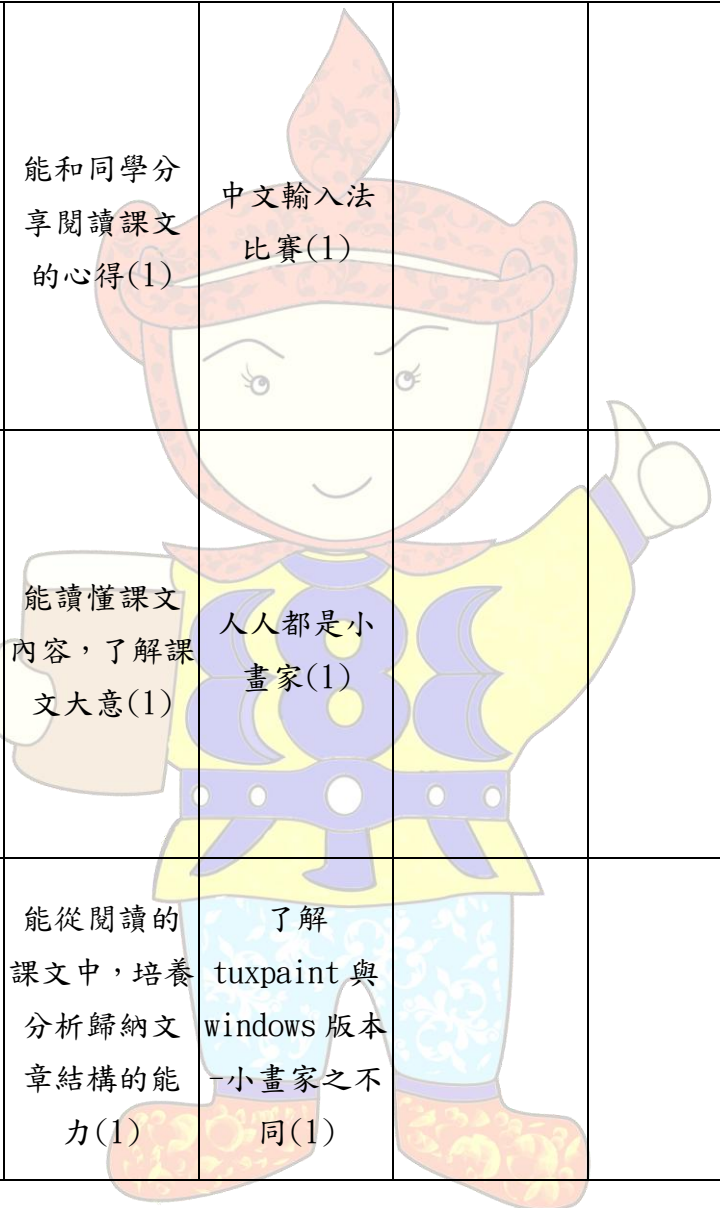 能和同學分
享閱讀課文
的心得(1)
中文輸入法
比賽(1)
能讀懂課文
內容，了解課
文大意(1)
人人都是小
畫家(1)
能從閱讀的
課文中，培養
分析歸納文
章結構的能
力(1)
了解
tuxpaint 與
windows 版本
-小畫家之不
同(1)